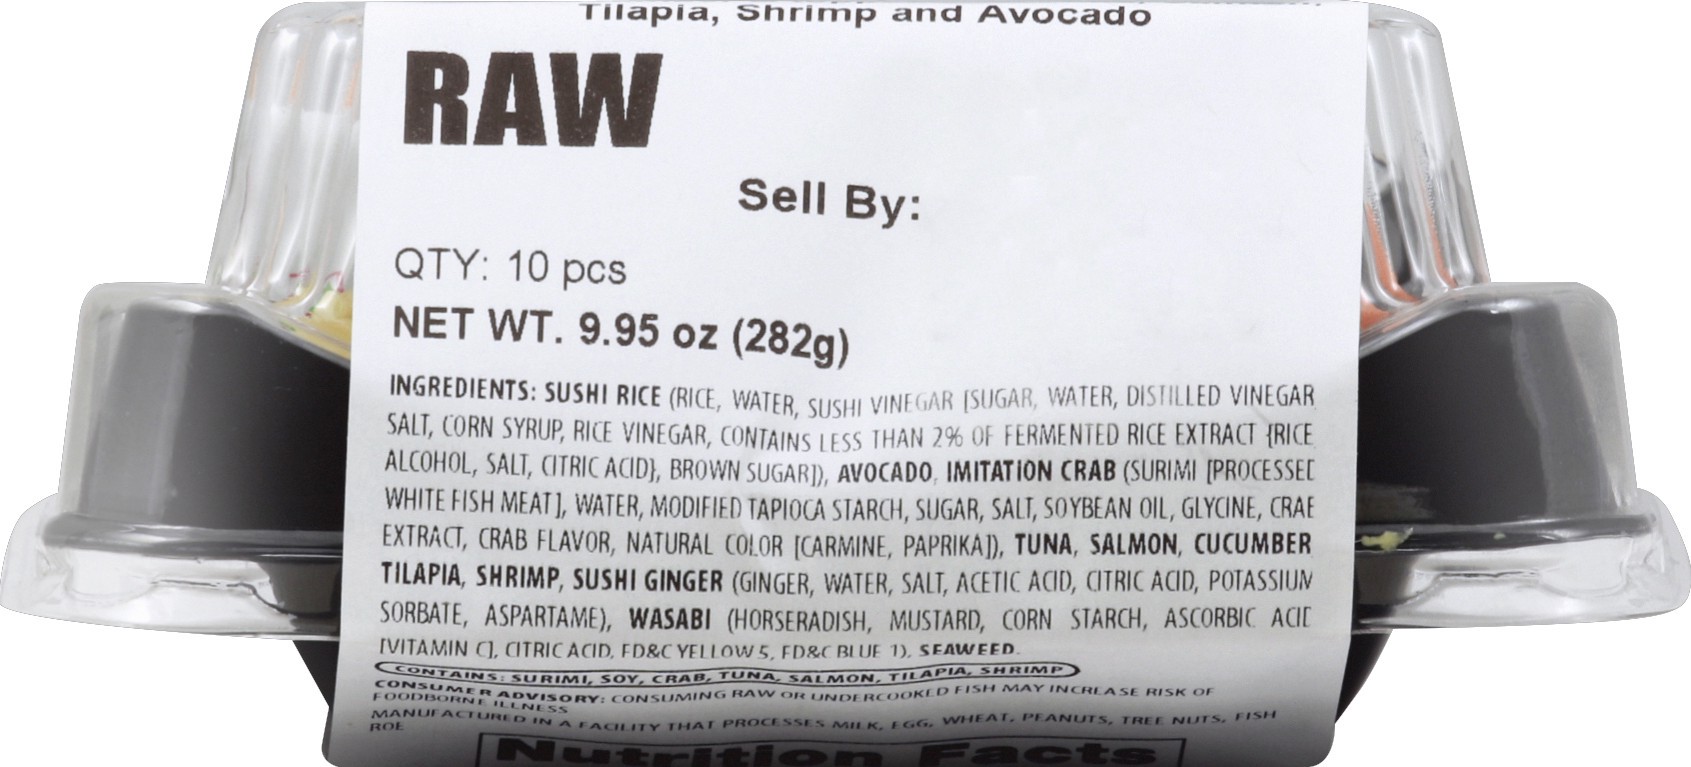 Tilapia, Shrimp and Avocado
RAW
Sell By:
QTY: 10 pcs
NET WT. 9.95 oz (282g)
INGREDIENTS: SUSHI RICE (RICE, WATER, SUSHI VINEGAR [SUGAR, WATER, DISTILLED VINEGAR
SALT, CORN SYRUP, RICE VINEGAR, CONTAINS LESS THAN 2% OF FERMENTED RICE EXTRACT {RICE
ALCOHOL, SALT, CITRIC ACID}, BROWN SUGAR]), AVOCADO, IMITATION CRAB (SURIMI [PROCESSED
WHITE FISH MEAT], WATER, MODIFIED TAPIOCA STARCH, SUGAR, SALT, SOYBEAN OIL, GLYCINE, CRAB
EXTRACT, CRAB FLAVOR, NATURAL COLOR [CARMINE, PAPRIKA]), TUNA, SALMON, CUCUMBER
TILAPIA, SHRIMP, SUSHI GINGER (GINGER, WATER, SALT, ACETIC ACID, CITRIC ACID, POTASSIUM
SORBATE, ASPARTAME), WASABI (HORSERADISH, MUSTARD, CORN STARCH, ASCORBIC ACID
[VITAMIN C], CITRIC ACID, FD&C YELLOW 5, FD&C BLUE 1), SEAWEED.
CONTAINS: SURIMI, SOY, CRAB, TUNA, SALMON, TILAPIA, SHRIMP
CONSUMER ADVISORY: CONSUMING RAW OR UNDERCOOKED FISH MAY INCREASE RISK OF
FOODBORNE ILLNESS
MANUFACTURED IN A FACILITY THAT PROCESSES MILK, EGG, WHEAT, PEANUTS, TREE NUTS, FISH
ROE
Nutrition Facts